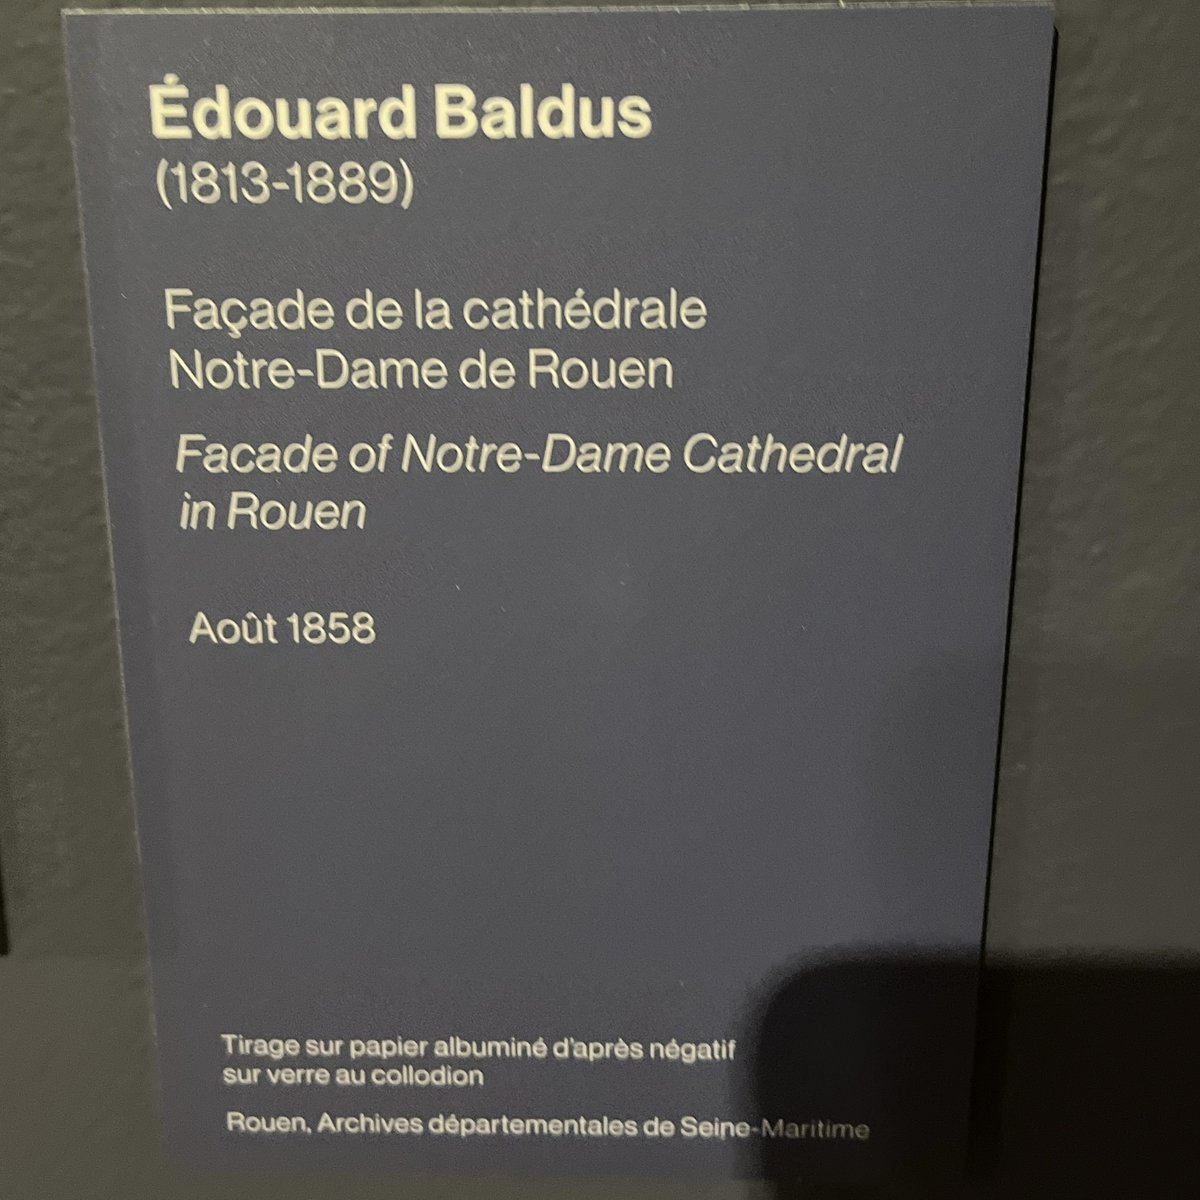 Édouard Baldus
(1813-1889)
Façade de la cathédrale
Notre-Dame de Rouen
Facade of Notre-Dame Cathedral
in Rouen
Août 1858
Tirage sur papier albuminé d'après négatif
sur verre au collodion
Rouen, Archives départementales de Seine-Maritime